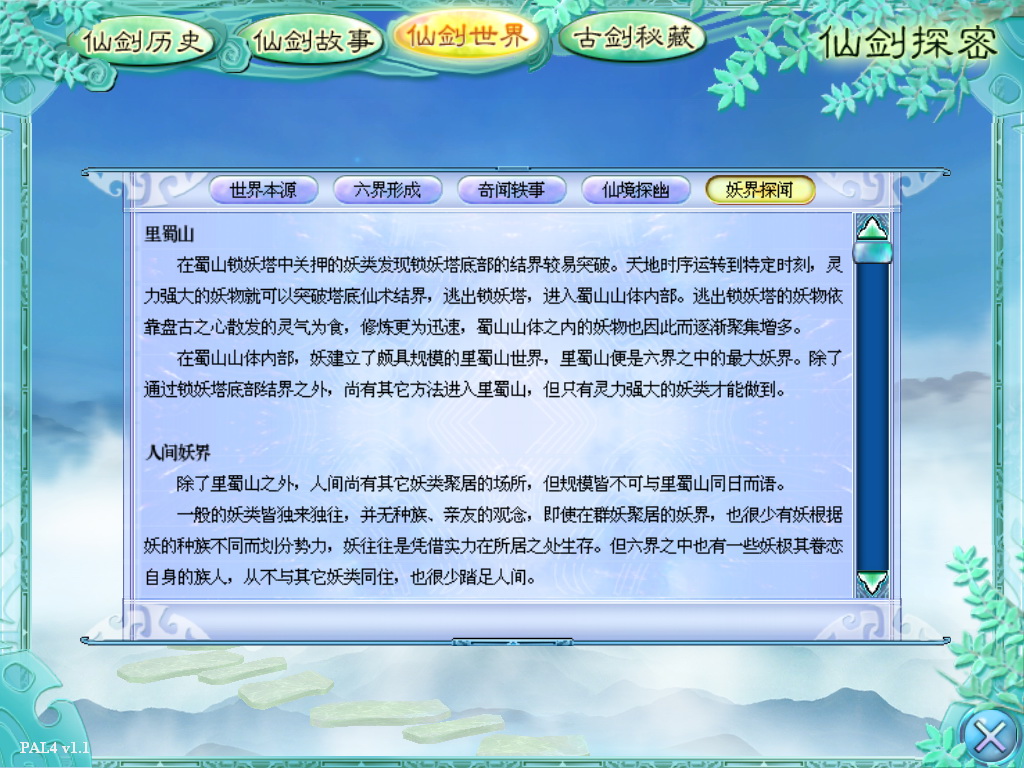 仙剑历史 仙剑故事 仙剑世界 古剑秘藏 仙剑探密
世界本源 六界形成 奇闻轶事 仙境探幽 妖界探闻
里蜀山
在蜀山锁妖塔中关押的妖类发现锁妖塔底部的结界较易突破。天地时序运转到特定时刻，灵
力强大的妖物就可以突破塔底仙术结界，逃出锁妖塔，进入蜀山山体内部。逃出锁妖塔的妖物依
靠盘古之心散发的灵气为食，修炼更为迅速，蜀山山体之内的妖物也因此而逐渐聚集增多。
在蜀山山体内部，妖建立了颇具规模的里蜀山世界，里蜀山便是六界之中的最大妖界。除了
通过锁妖塔底部结界之外，尚有其它方法进入里蜀山，但只有灵力强大的妖类才能做到。
人间妖界
除了里蜀山之外，人间尚有其它妖类聚居的场所，但规模皆不可与里蜀山同日而语。
一般的妖类皆独来独往，并无种族、亲友的观念，即使在群妖聚居的妖界，也很少有妖根据
妖的种族不同而划分势力，妖往往是凭借实力在所居之处生存。但六界之中也有一些妖极其眷恋
自身的族人，从不与其它妖类同住，也很少踏足人间。
PAL4 v1.1